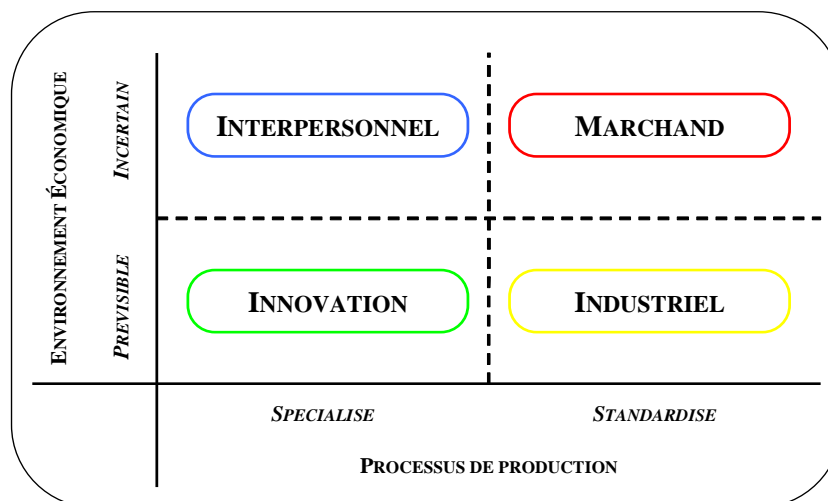 ENVIRONNEMENT ÉCONOMIQUE
INCERTAIN
PREVISIBLE
INTERPERSONNEL
MARCHAND
INNOVATION
INDUSTRIEL
SPECIALISE
STANDARDISE
PROCESSUS DE PRODUCTION